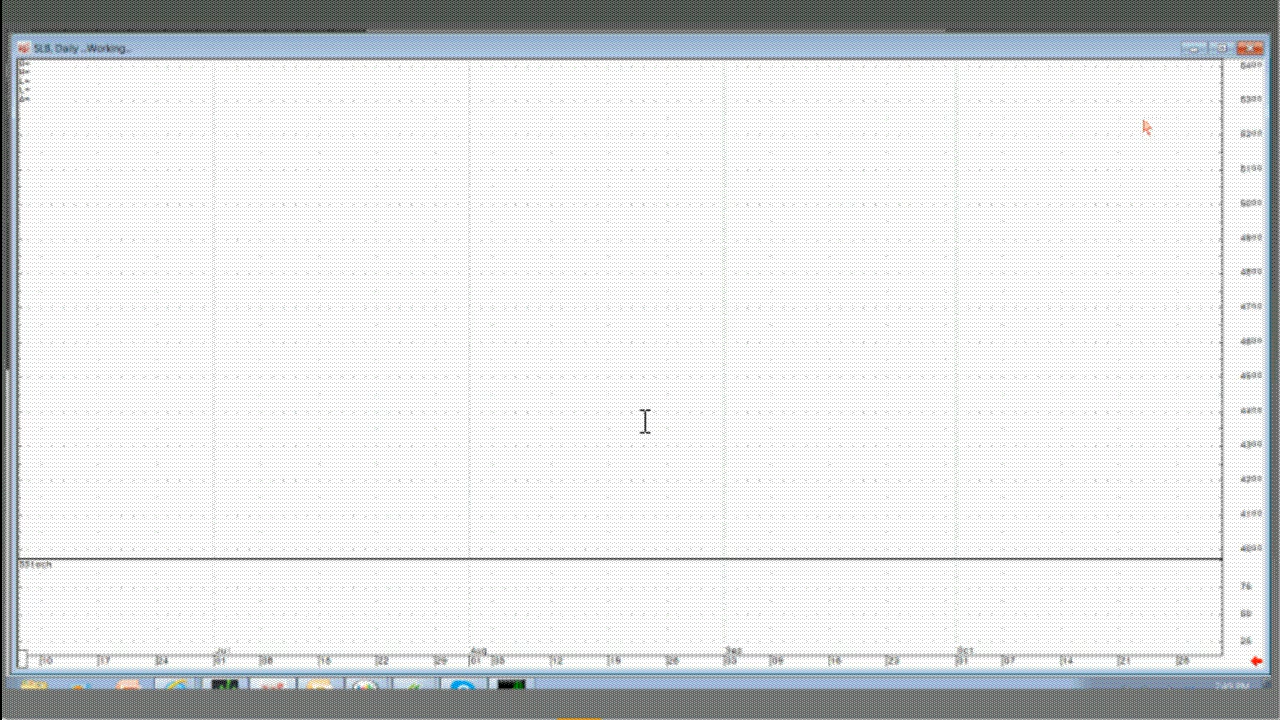 SLB, Daily ..Working..
O=
H=
L=
L=
Δ=
5400
5300
5200
5100
5000
4900
4800
4700
4600
4500
4400
4300
4200
4100
4000
SStoch
75
50
25
Jul Aug Sep Oct
10 17 24 01 08 15 22 29 01 05 12 19 26 03 09 16 23 01 07 14 21 28